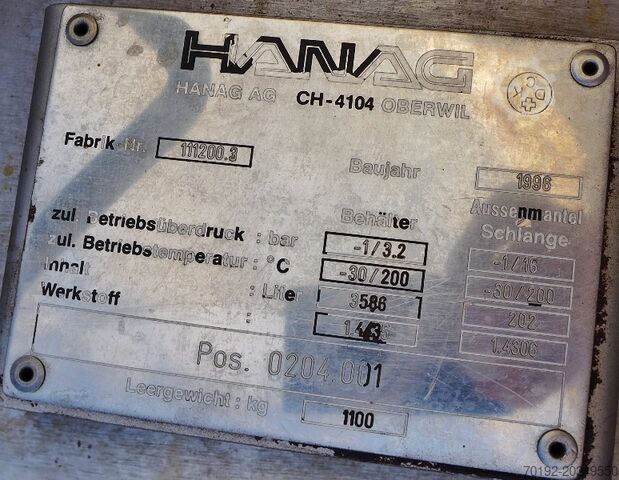 HANAG
HANAG AG CH-4104 OBERWIL
Fabrik-Nr. 111200.3 Baujahr 1996
Behälter Aussenmantel Schlange
zul. Betriebsüberdruck : bar -1/3.2 -1/16
zul. Betriebstemperatur : °C -30/200 -30/200
Inhalt : Liter 3586 202
Werkstoff : 1.4306
Pos. 0204.001
Leergewicht : kg 1100
70192-20349550